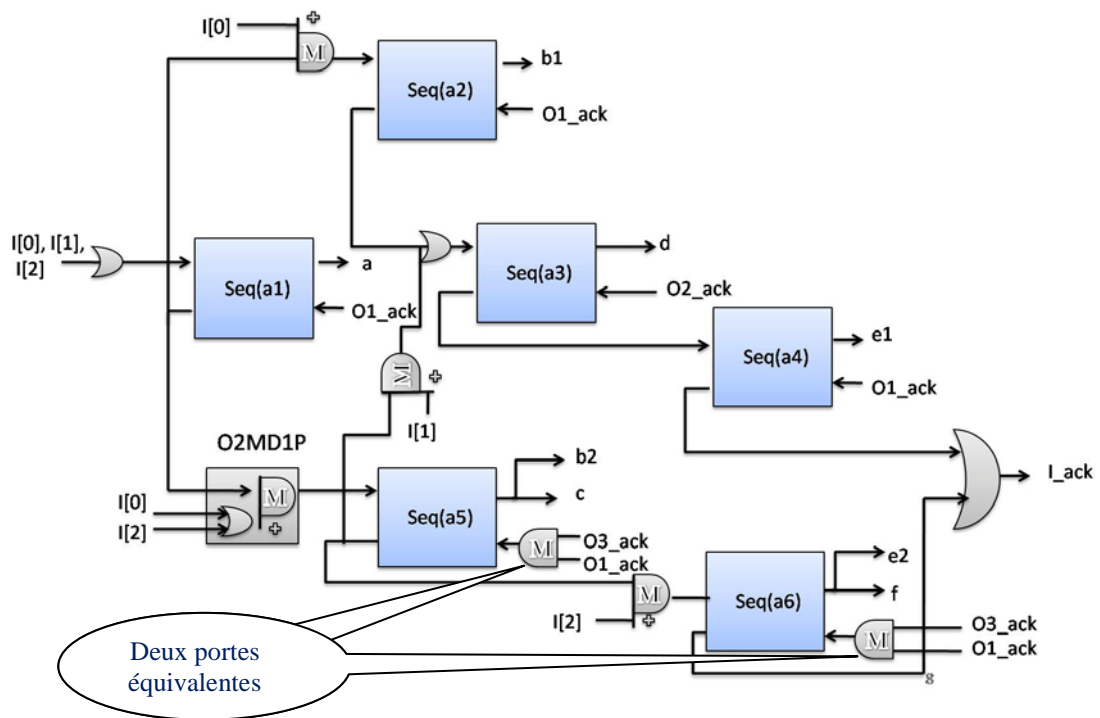 I[0]
+
M
Seq(a2)
b1
O1_ack
I[0], I[1],
I[2]
Seq(a1)
a
O1_ack
Seq(a3)
d
O2_ack
M
+
I[1]
Seq(a4)
e1
O1_ack
O2MD1P
I[0]
I[2]
M
+
Seq(a5)
b2
c
M
O3_ack
O1_ack
I_ack
I[2]
M
+
Seq(a6)
e2
f
M
O3_ack
O1_ack
8
Deux portes
équivalentes